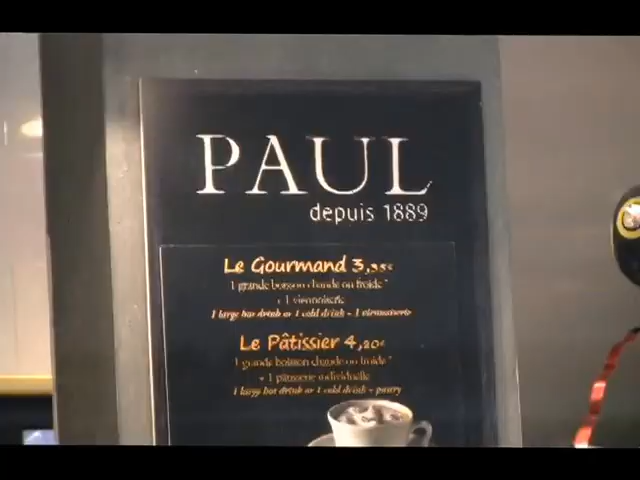 PAUL
depuis 1889
Le Gourmand 3,95€
1 grande boisson chaude ou froide*
+ 1 viennoiserie
1 large hot drink or 1 cold drink + 1 viennoiserie
Le Pâtissier 4,20€
1 grande boisson chaude ou froide*
+ 1 pâtisserie individuelle
1 large hot drink or 1 cold drink + pastry